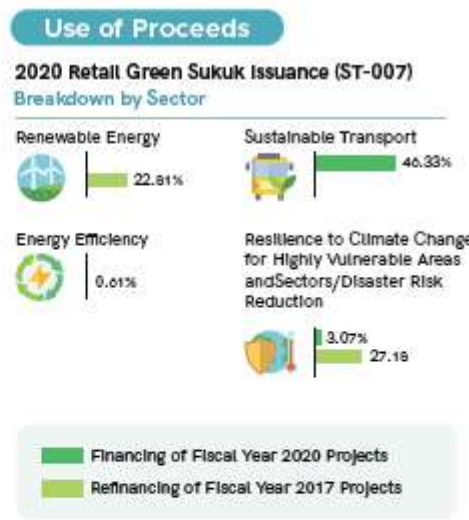 Use of Proceeds
2020 Retail Green Sukuk Issuance (ST-007)
Breakdown by Sector
Renewable Energy
22.81%
Sustainable Transport
46.33%
Energy Efficiency
0.61%
Resilience to Climate Change
for Highly Vulnerable Areas
andSectors/Disaster Risk
Reduction
3.07%
27.18
Financing of Fiscal Year 2020 Projects
Refinancing of Fiscal Year 2017 Projects